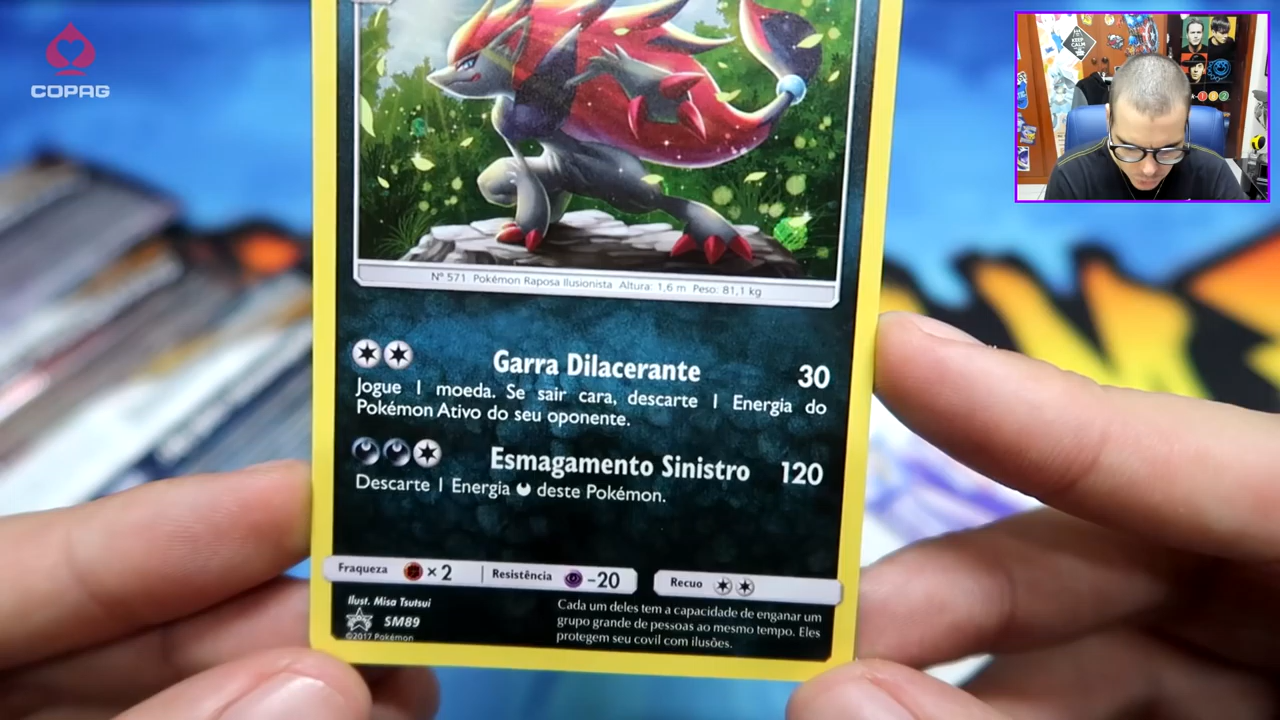 COPAG
KEEP CALM
Nº 571 Pokémon Raposa Ilusionista Altura: 1,6 m Peso: 81,1 kg
Garra Dilacerante 30
Jogue 1 moeda. Se sair cara, descarte 1 Energia do
Pokémon Ativo do seu oponente.
Esmagamento Sinistro 120
Descarte 1 Energia deste Pokémon.
Fraqueza ×2 Resistência -20 Recuo
Ilust. Misa Tsutsui
SM89
©2017 Pokémon
Cada um deles tem a capacidade de enganar um
grupo grande de pessoas ao mesmo tempo. Eles
protegem seu covil com ilusões.